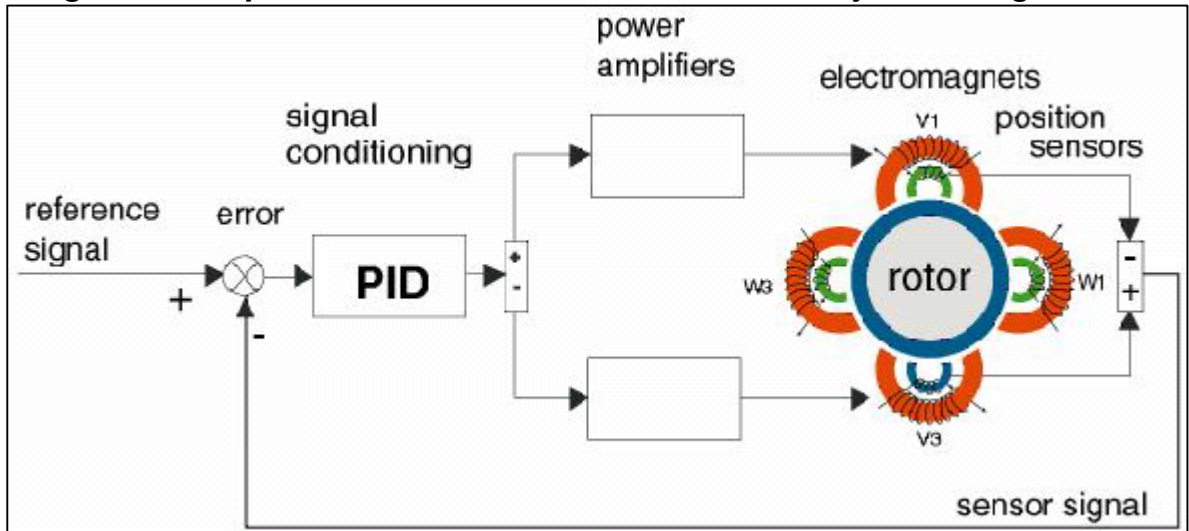 power
amplifiers
electromagnets
V1
position
sensors
signal
conditioning
reference
signal
error
+
-
PID
+
-
rotor
W3
W1
-
+
V3
sensor signal